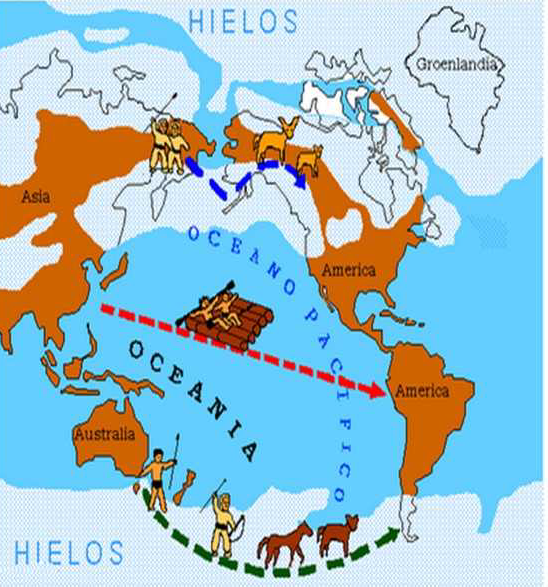 HIELOS
Groenlandia
Asia
OCEANO PACIFICO
America
OCEANIA
America
Australia
HIELOS